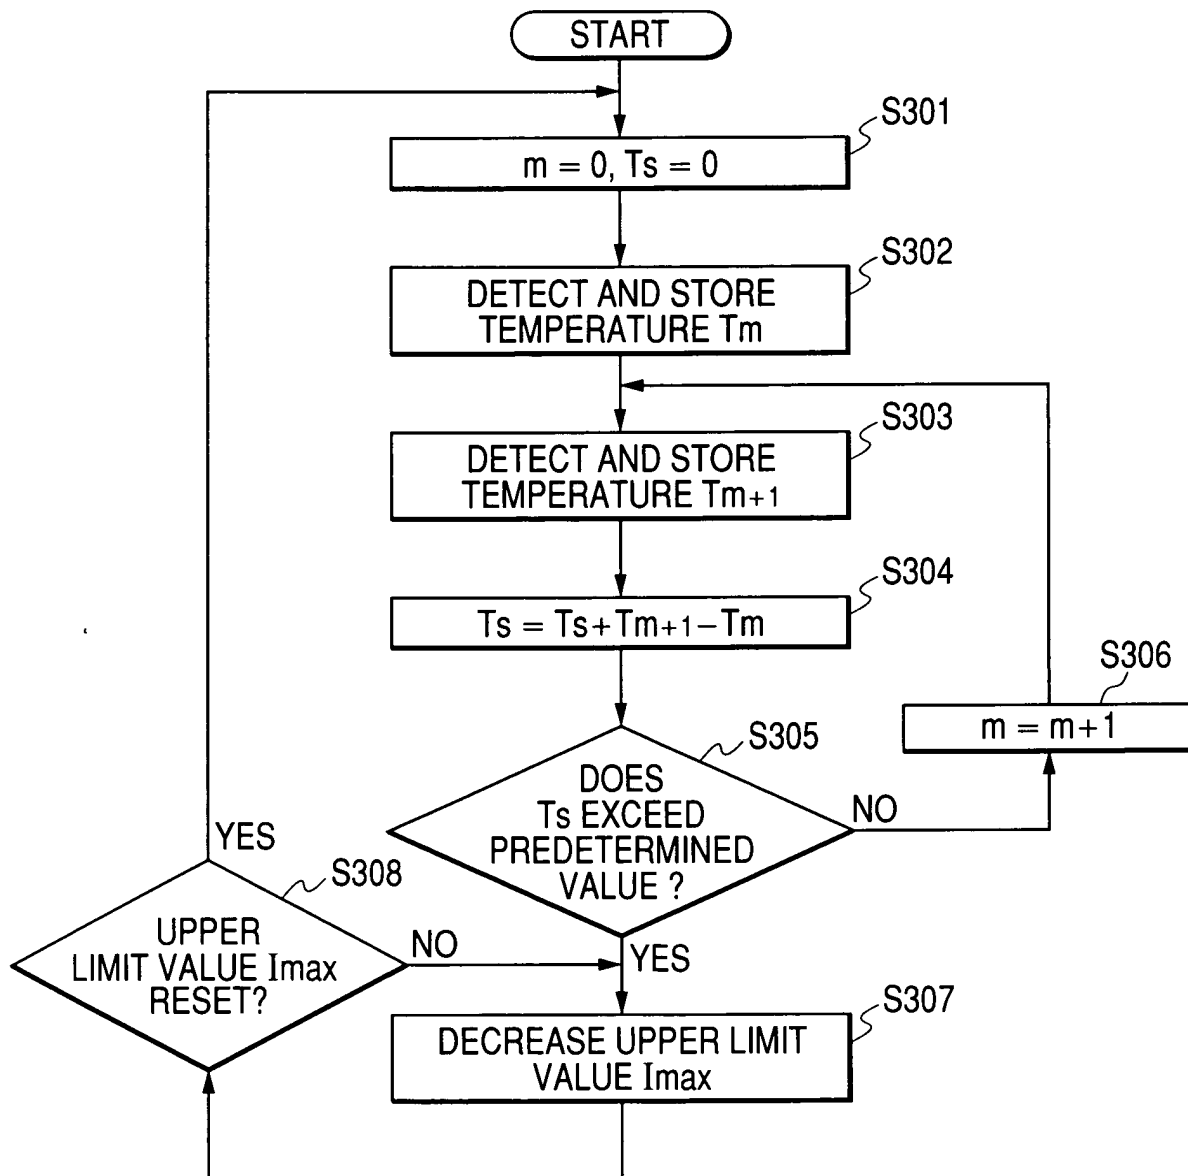 START
S301
m = 0, Ts = 0
S302
DETECT AND STORE
TEMPERATURE Tm
S303
DETECT AND STORE
TEMPERATURE Tm+1
S304
Ts = Ts+Tm+1−Tm
S306
m = m+1
S305
DOES
Ts EXCEED
PREDETERMINED
VALUE ?
NO
YES
S308
UPPER
LIMIT VALUE Imax
RESET?
NO
YES
S307
DECREASE UPPER LIMIT
VALUE Imax